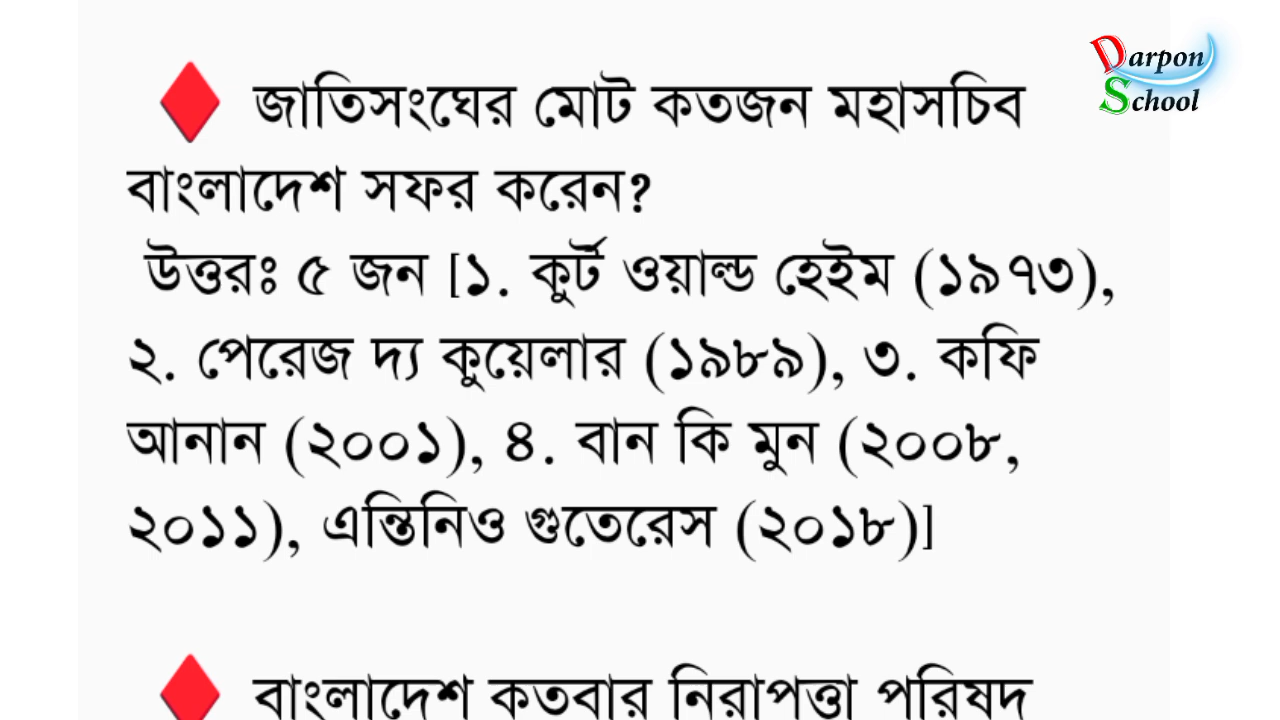 Darpon
School
জাতিসংঘের মোট কতজন মহাসচিব
বাংলাদেশ সফর করেন?
উত্তরঃ ৫ জন [১. কুর্ট ওয়াল্ড হেইম (১৯৭৩),
২. পেরেজ দ্য কুয়েলার (১৯৮৯), ৩. কফি
আনান (২০০১), ৪. বান কি মুন (২০০৮,
২০১১), এন্তিনিও গুতেরেস (২০১৮)]
বাংলাদেশ কতবার নিরাপত্তা পরিষদ